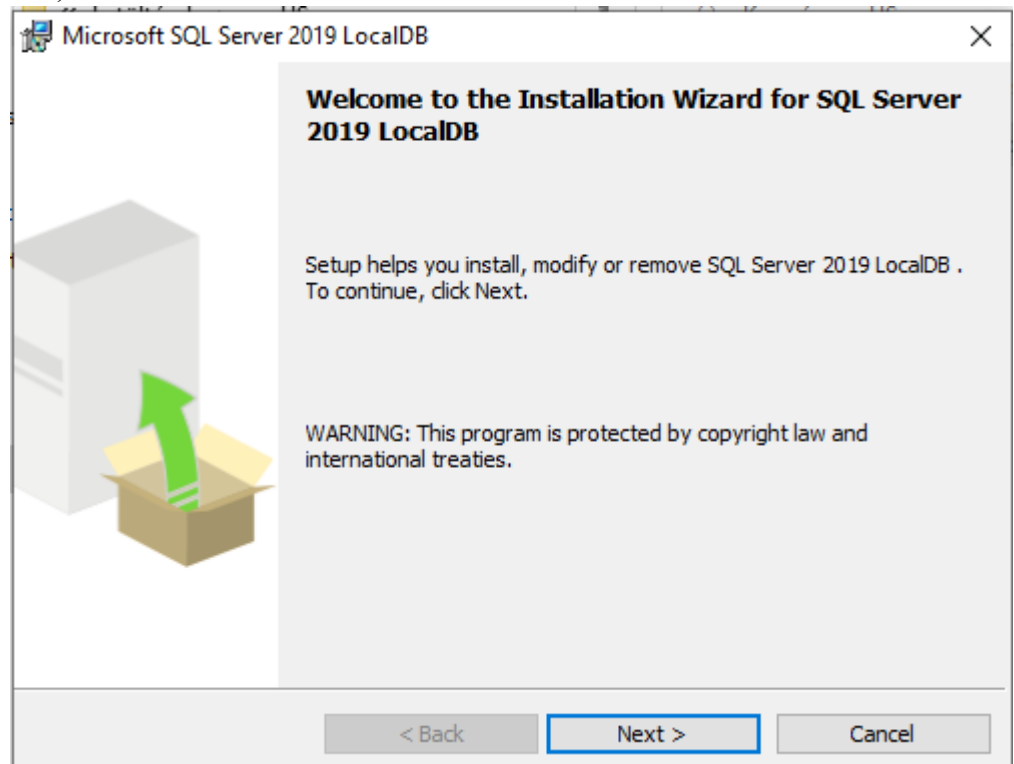 Microsoft SQL Server 2019 LocalDB
Welcome to the Installation Wizard for SQL Server
2019 LocalDB
Setup helps you install, modify or remove SQL Server 2019 LocalDB .
To continue, click Next.
WARNING: This program is protected by copyright law and
international treaties.
< Back
Next >
Cancel